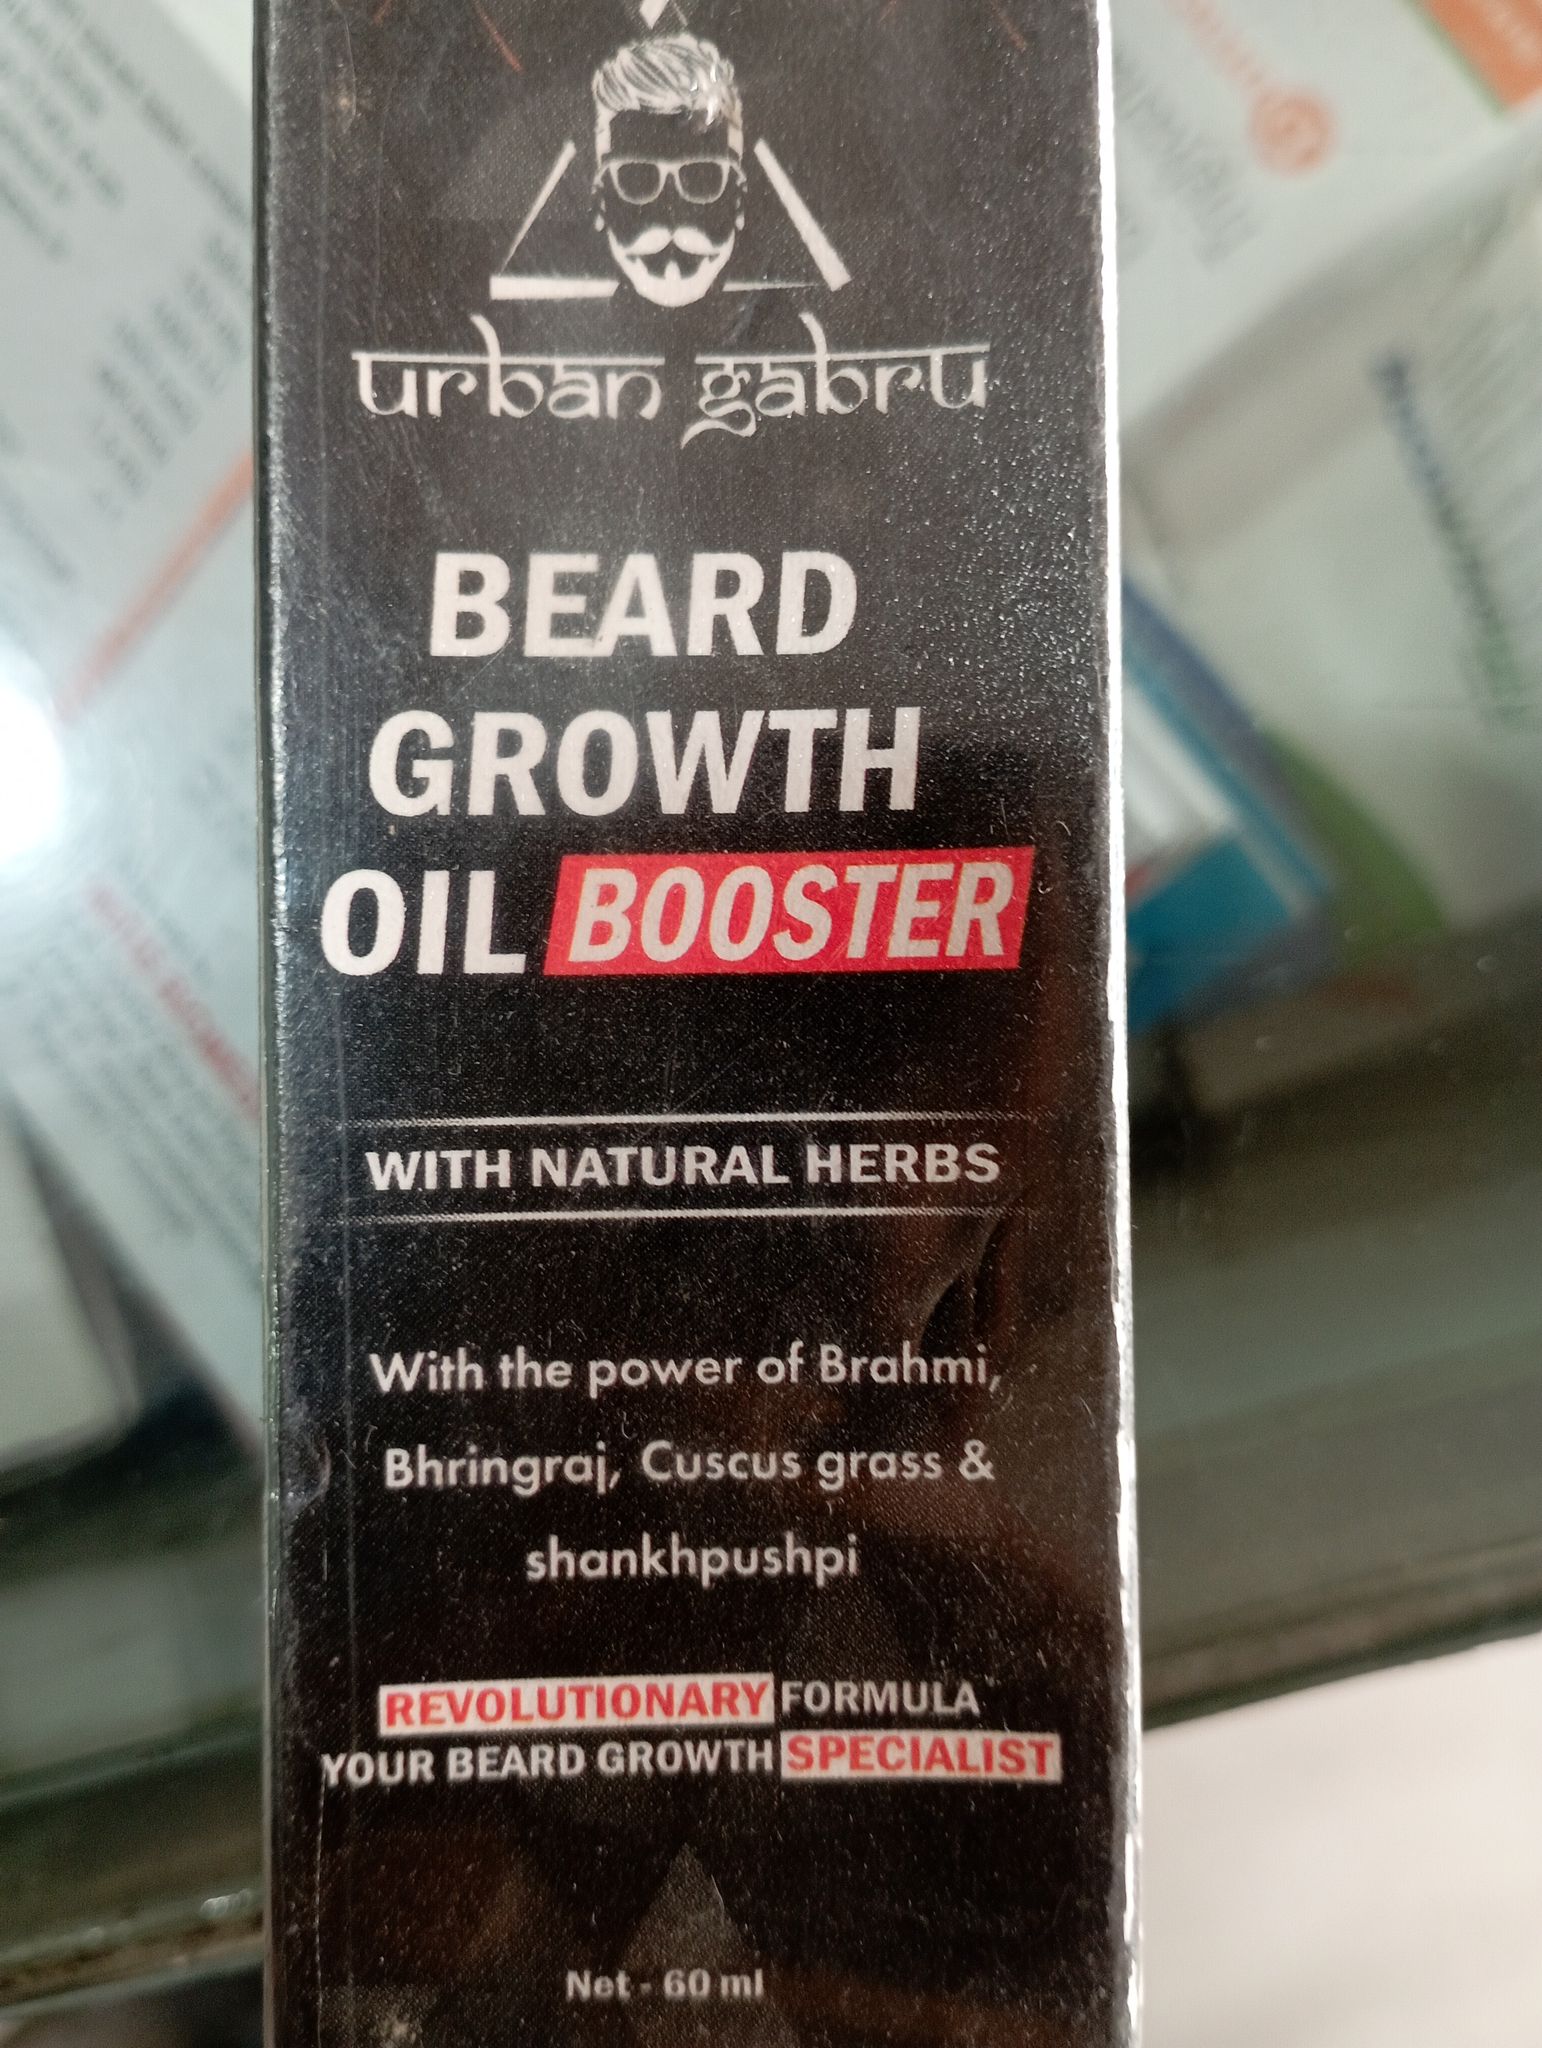 urban gabru
BEARD
GROWTH
OIL BOOSTER
WITH NATURAL HERBS
With the power of Brahmi,
Bhringraj, Cuscus grass &
shankhpushpi
REVOLUTIONARY FORMULA
YOUR BEARD GROWTH SPECIALIST
Net - 60 ml